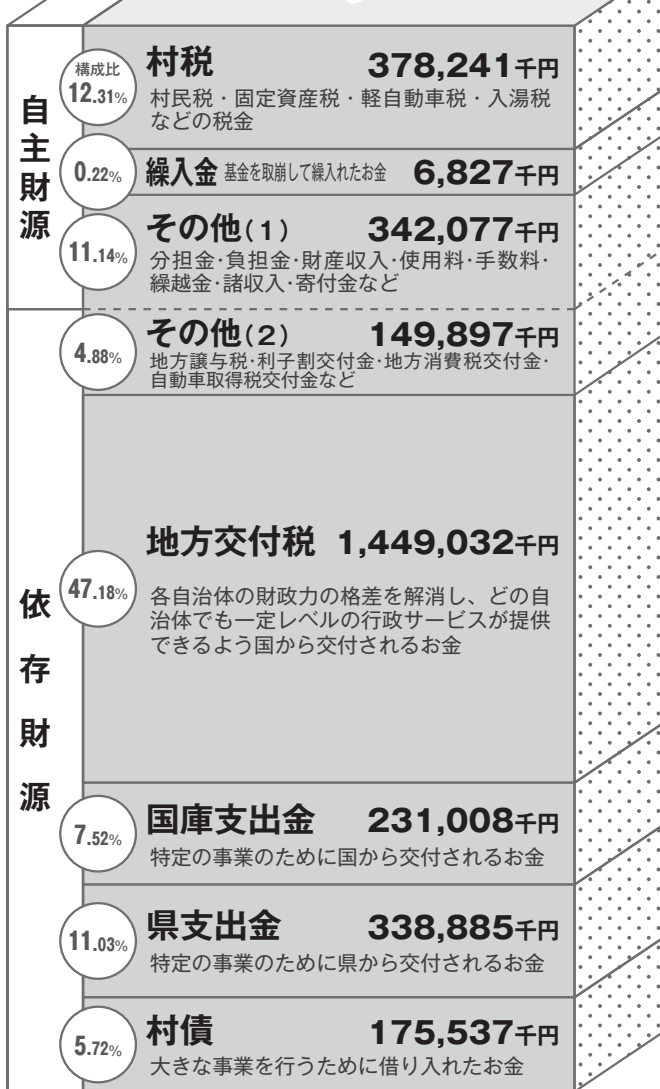 自主財源
構成比
12.31%
村税 378,241千円
村民税・固定資産税・軽自動車税・入湯税
などの税金
0.22%
繰入金 基金を取崩して繰入れたお金 6,827千円
11.14%
その他(1) 342,077千円
分担金・負担金・財産収入・使用料・手数料・
繰越金・諸収入・寄付金など
依存財源
4.88%
その他(2) 149,897千円
地方譲与税・利子割交付金・地方消費税交付金・
自動車取得税交付金など
47.18%
地方交付税 1,449,032千円
各自治体の財政力の格差を解消し、どの自
治体でも一定レベルの行政サービスが提供
できるよう国から交付されるお金
7.52%
国庫支出金 231,008千円
特定の事業のために国から交付されるお金
11.03%
県支出金 338,885千円
特定の事業のために県から交付されるお金
5.72%
村債 175,537千円
大きな事業を行うために借り入れたお金